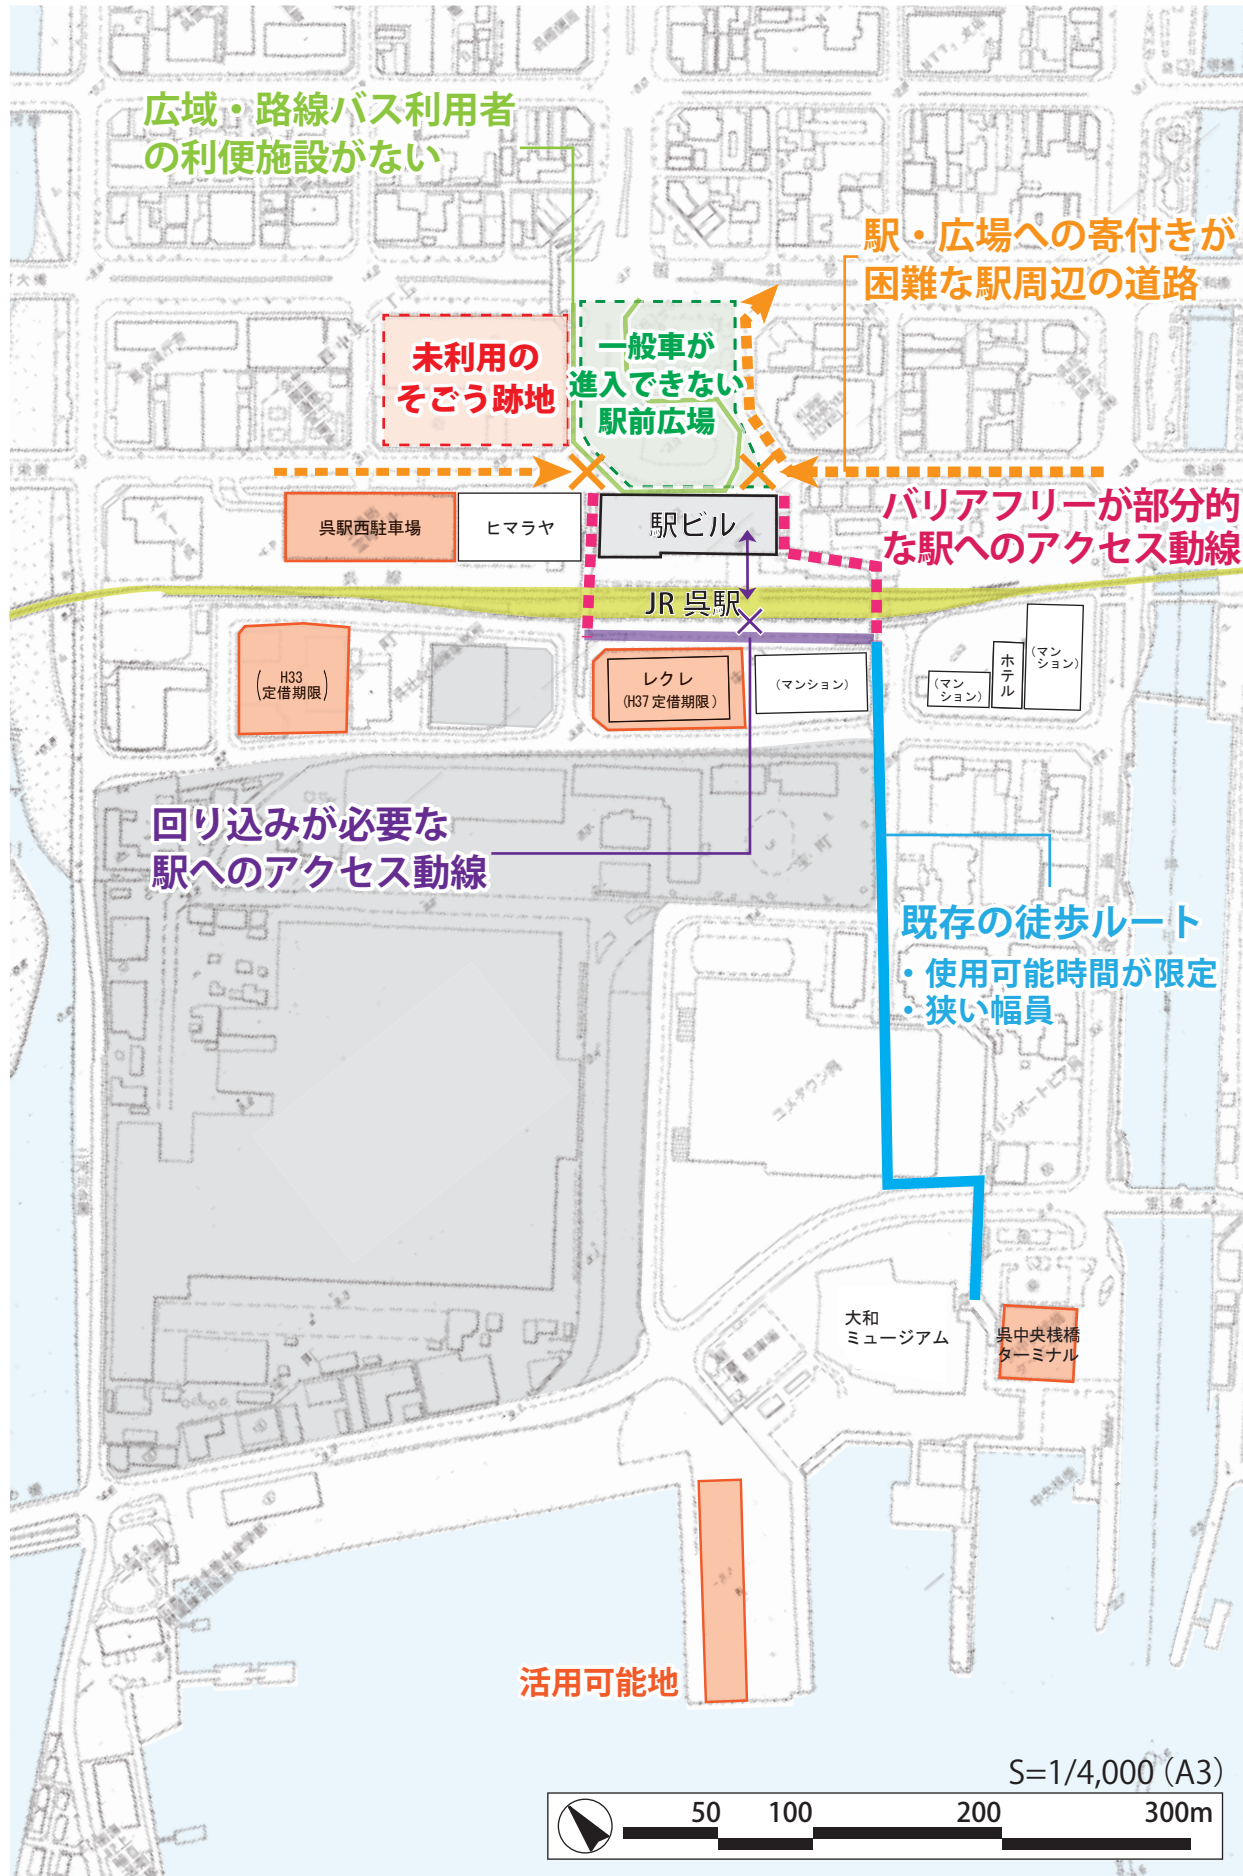 広域・路線バス利用者
の利便施設がない
駅・広場への寄付きが
困難な駅周辺の道路
未利用の
そごう跡地
一般車が
進入できない
駅前広場
バリアフリーが部分的
な駅へのアクセス動線
呉駅西駐車場
ヒマラヤ
駅ビル
JR 呉駅
H33
定借期限
レクレ
(H37 定借期限)
(マンション)
(マン
ション)
ホテル
(マン
ション)
回り込みが必要な
駅へのアクセス動線
既存の徒歩ルート
・使用可能時間が限定
・狭い幅員
大和
ミュージアム
呉中央桟橋
ターミナル
中央桟橋
活用可能地
S=1/4,000 (A3)
50 100 200 300m